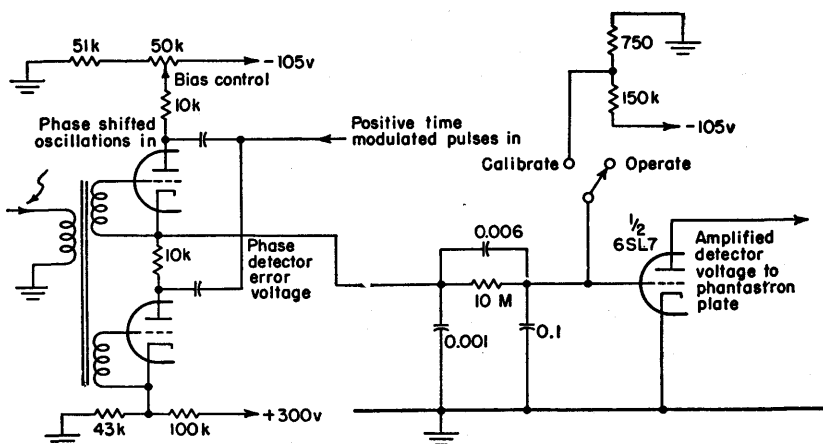 51k
50k
-105v
Bias control
10k
Phase shifted
oscillations in
Positive time
modulated pulses in
750
150k
-105v
Calibrate
Operate
10k
Phase
detector
error
voltage
0.006
10 M
0.001
0.1
1/2
6SL7
Amplified
detector
voltage to
phantastron
plate
43k
100k
+300v